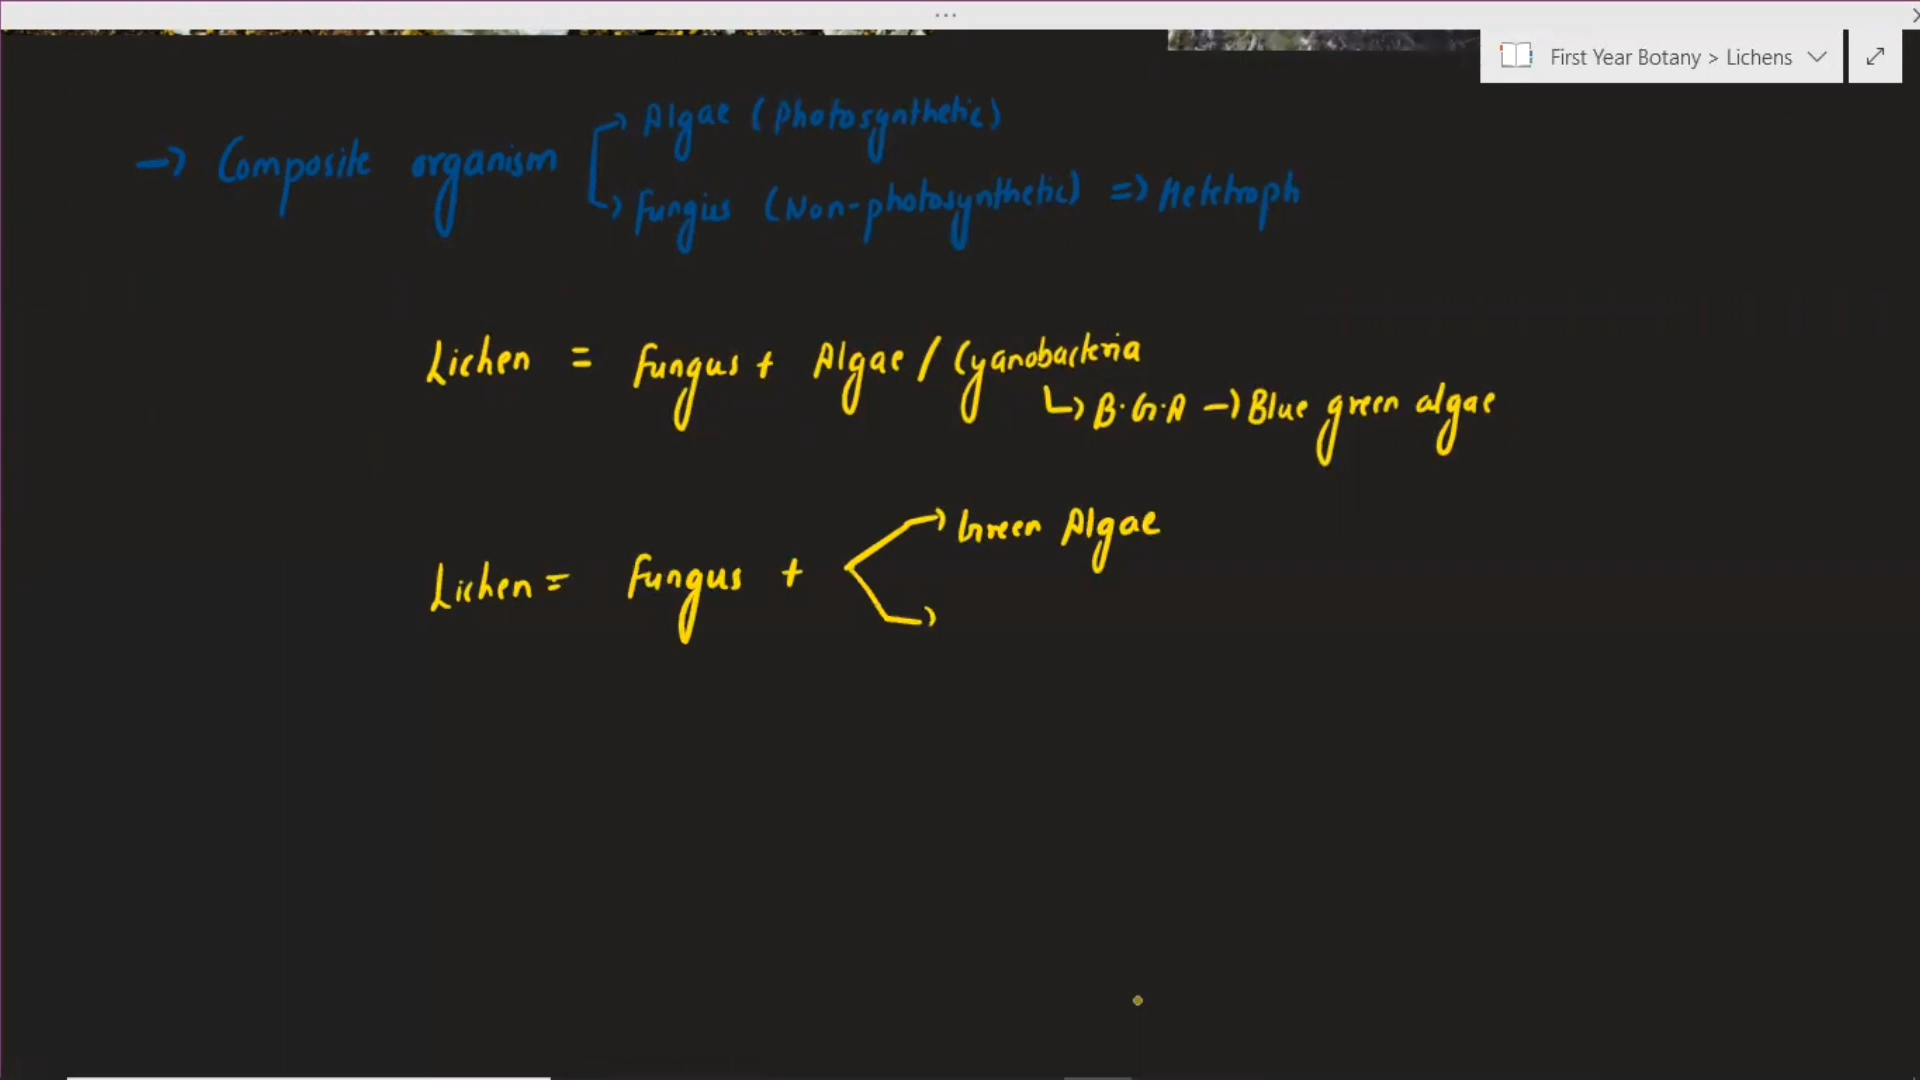 First Year Botany > Lichens
Algae (Photosynthetic)
→ Composite organism
Fungus (Non-photosynthetic) ⇒ Hetetroph
Lichen = Fungus + Algae / Cyanobacteria
↳ B.G.A → Blue green algae
Green Algae
Lichen = Fungus +